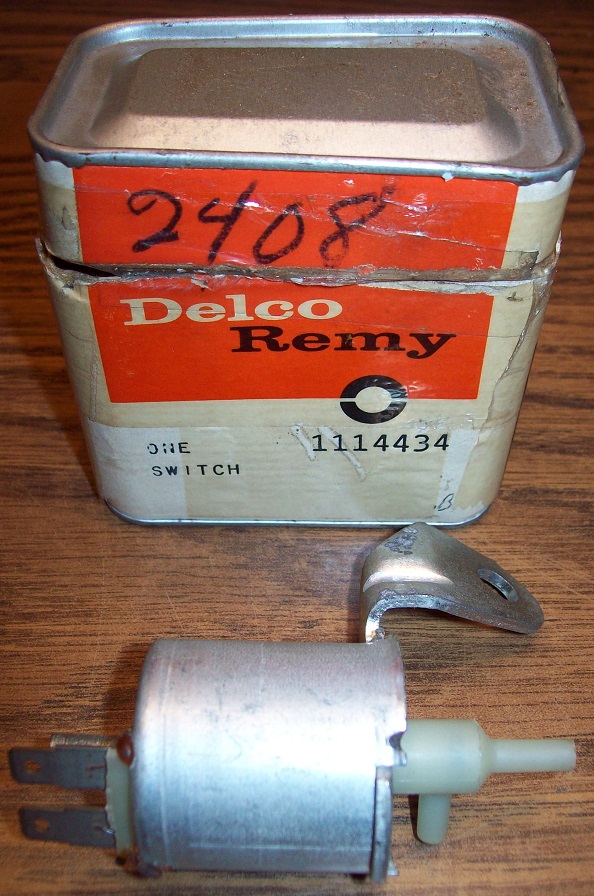 2408
Delco
Remy
ONE 1114434
SWITCH
B